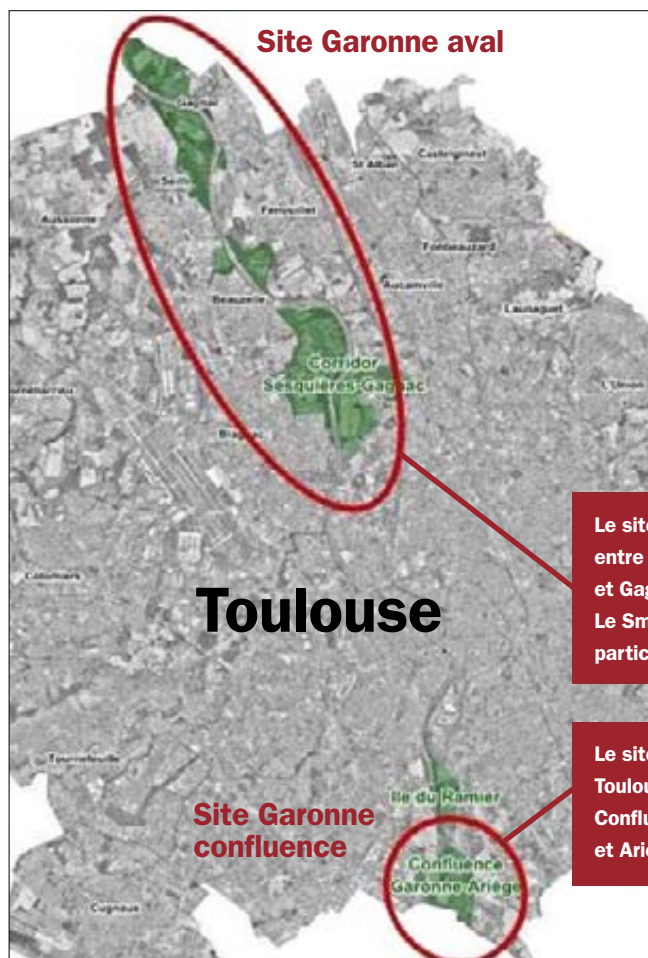 Site Garonne aval
Gagnac
St Alban
Castelginest
Seilh
Aussonne
Fenouillet
Fonbeauzard
Aucamville
Beauzelle
Launaguet
Corridor
Sesquières-Gagnac
L'Union
Blagnac
Le site
entre
et Gag
Le Sm
partic
Colomiers
Toulouse
Le site
Toulou
Conflu
et Ariè
Tournefeuille
Ile du Ramier
Site Garonne
confluence
Confluence
Garonne-Ariège
Cugnaux